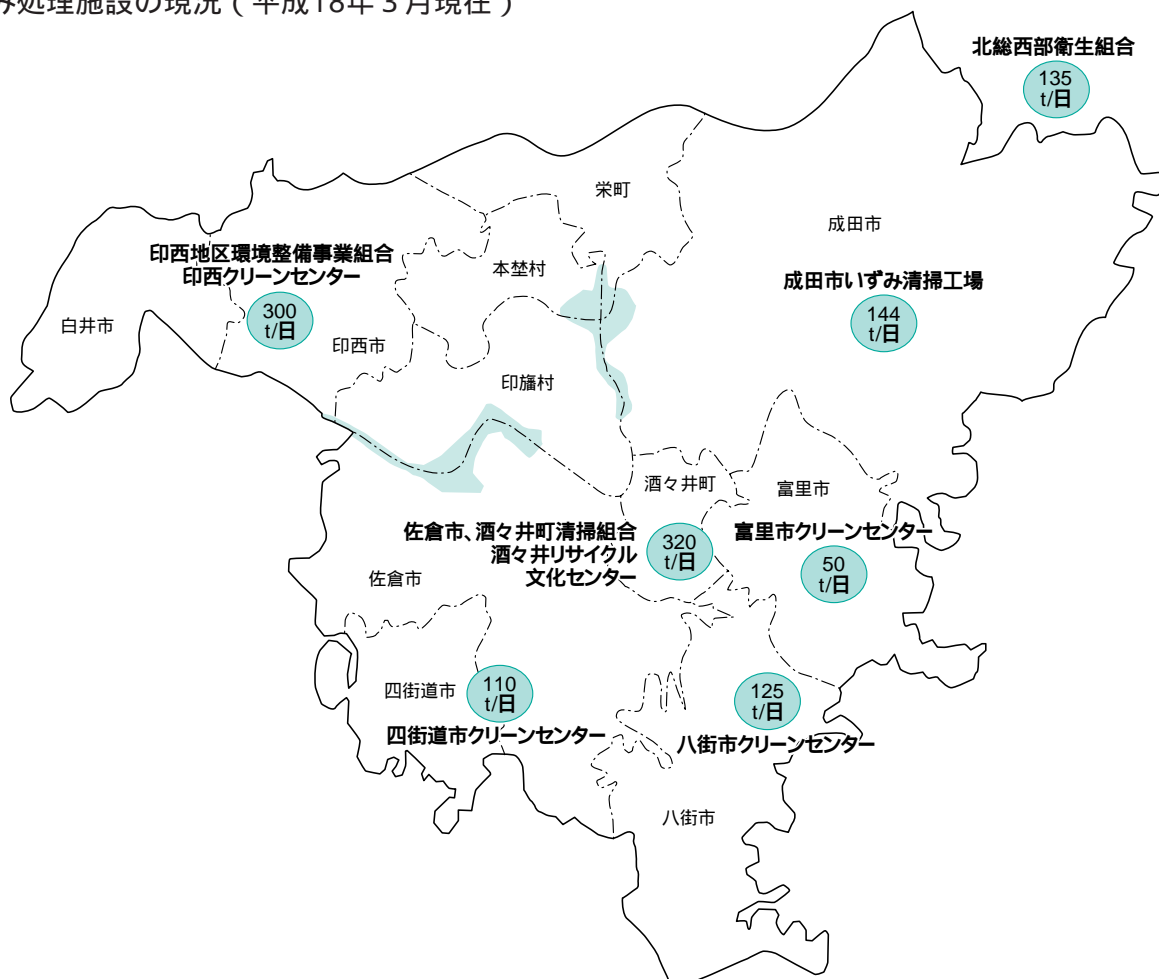 み処理施設の現況（平成18年３月現在）
北総西部衛生組合
135
t/日
栄町
成田市
印西地区環境整備事業組合
印西クリーンセンター
300
t/日
本埜村
成田市いずみ清掃工場
144
t/日
白井市
印西市
印旛村
酒々井町
富里市
佐倉市、酒々井町清掃組合
酒々井リサイクル
文化センター
320
t/日
富里市クリーンセンター
50
t/日
佐倉市
四街道市
110
t/日
四街道市クリーンセンター
125
t/日
八街市クリーンセンター
八街市